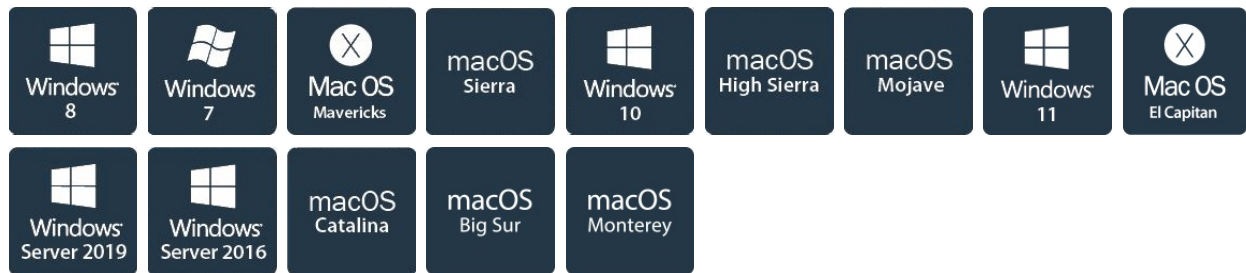 Windows
8
Windows
7
X
Mac OS
Mavericks
macOS
Sierra
Windows
10
macOS
High Sierra
macOS
Mojave
Windows
11
X
Mac OS
El Capitan
Windows
Server 2019
Windows
Server 2016
macOS
Catalina
macOS
Big Sur
macOS
Monterey